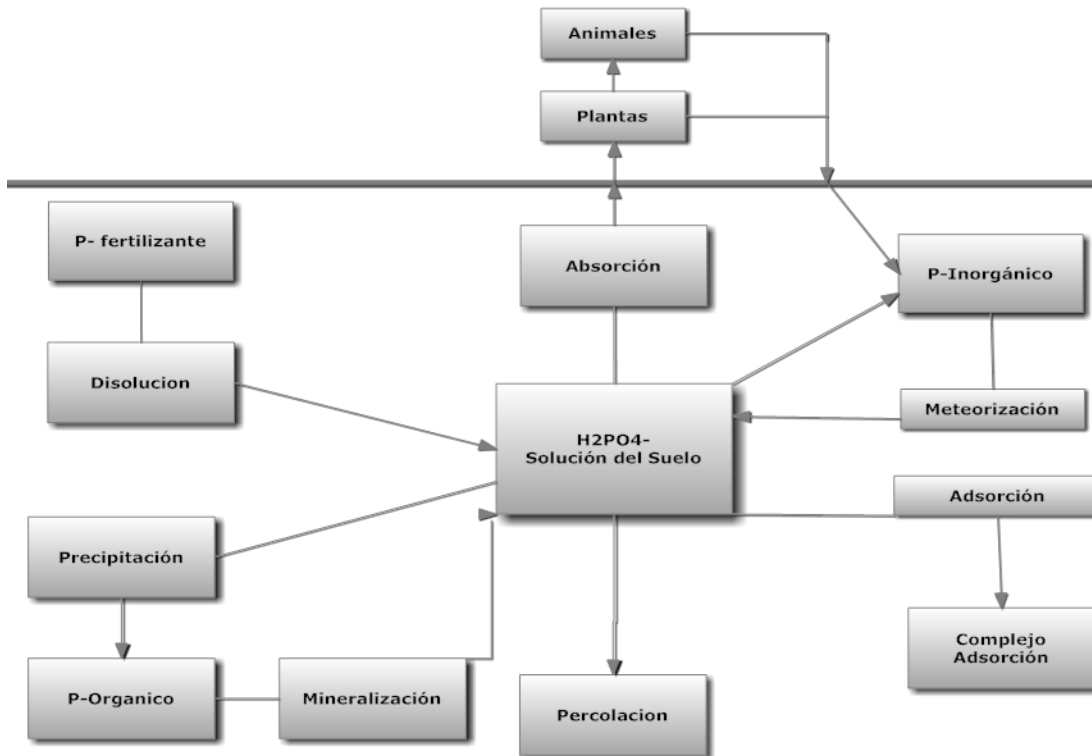 Animales
Plantas
P- fertilizante
Absorción
P-Inorgánico
Disolucion
Meteorización
H2PO4-
Solución del Suelo
Adsorción
Precipitación
Complejo
Adsorción
P-Organico
Mineralización
Percolacion